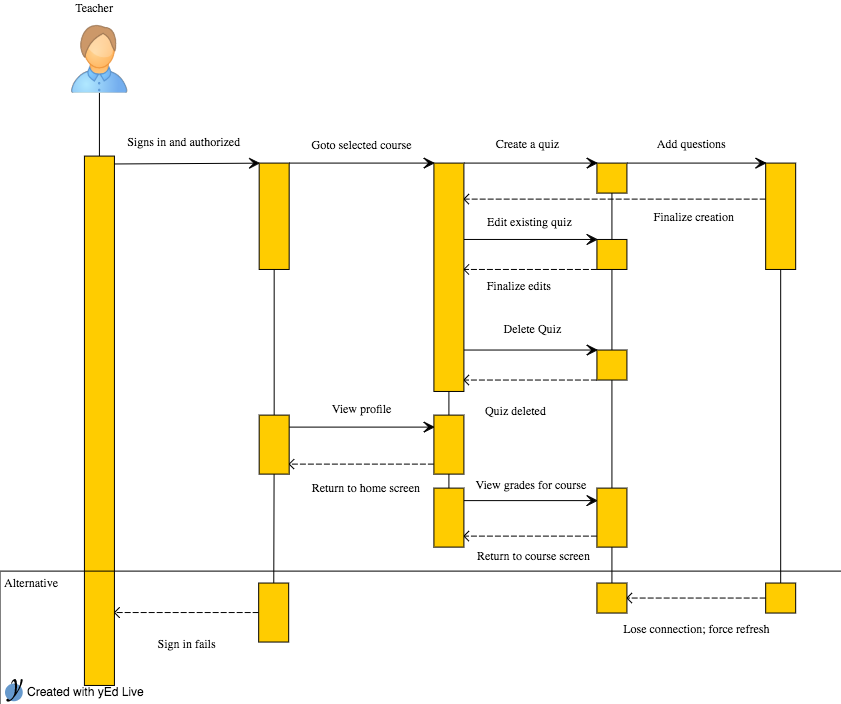 Teacher
Signs in and authorized
Goto selected course
Create a quiz
Add questions
Finalize creation
Edit existing quiz
Finalize edits
Delete Quiz
Quiz deleted
View profile
Return to home screen
View grades for course
Return to course screen
Alternative
Lose connection; force refresh
Sign in fails
y Created with yEd Live